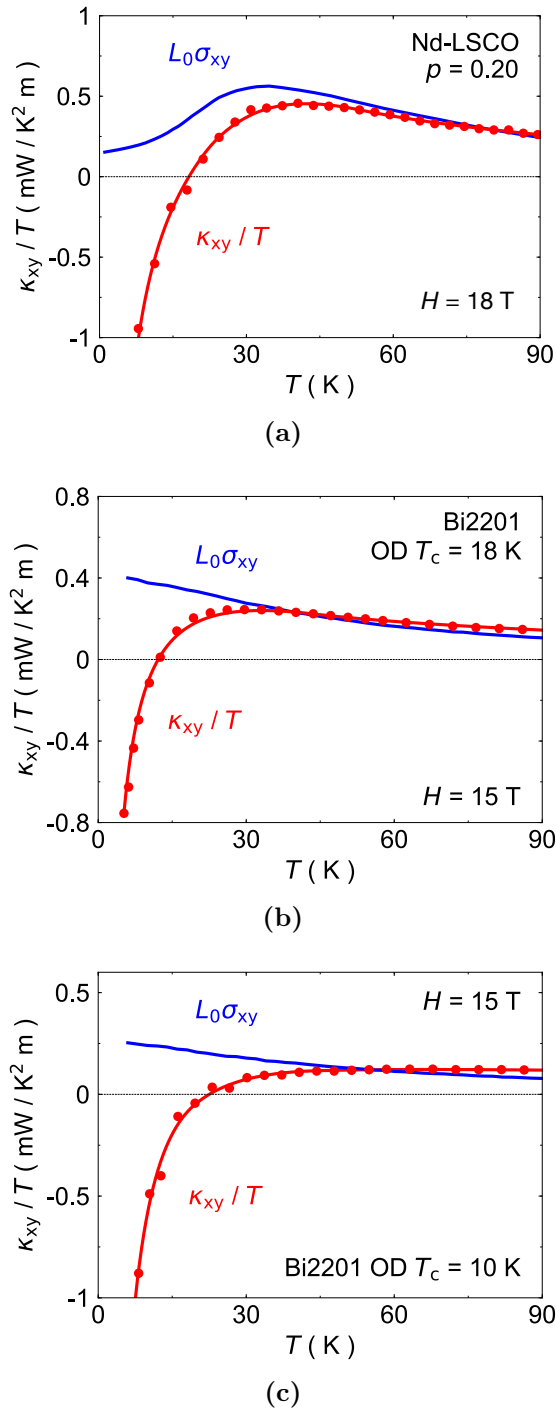 1
0.5
0
-0.5
-1
κxy / T ( mW / K² m )
L₀σxy
Nd-LSCO
p = 0.20
κxy / T
H = 18 T
0 30 60 90
T ( K )
(a)
0.8
0.4
0
-0.4
-0.8
κxy / T ( mW / K² m )
L₀σxy
Bi2201
OD Tc = 18 K
κxy / T
H = 15 T
0 30 60 90
T ( K )
(b)
0.5
0
-0.5
-1
κxy / T ( mW / K² m )
L₀σxy
H = 15 T
κxy / T
Bi2201 OD Tc = 10 K
0 30 60 90
T ( K )
(c)